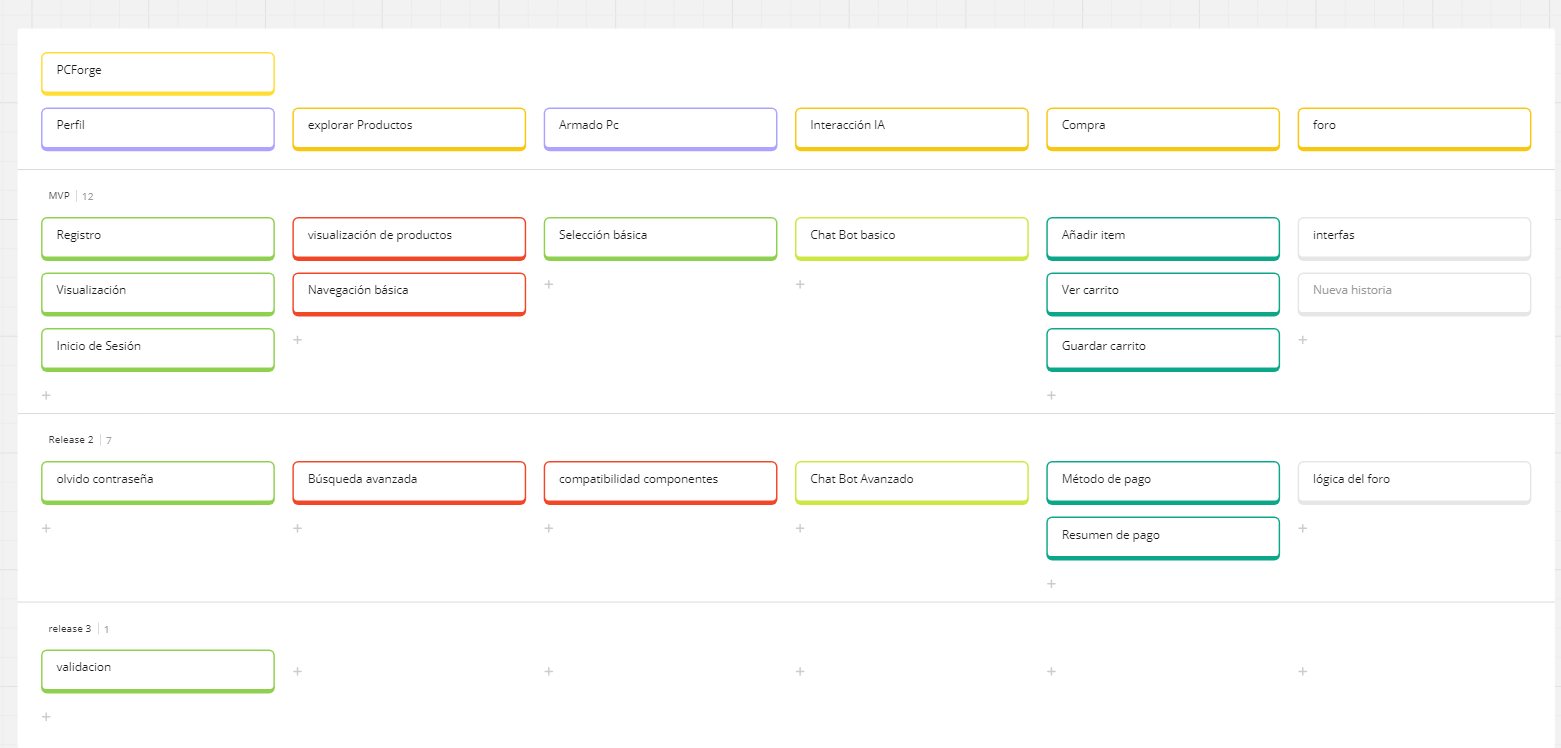 PCForge
Perfil
explorar Productos
Armado Pc
Interacción IA
Compra
foro
MVP | 12
Registro
visualización de productos
Selección básica
Chat Bot basico
Añadir item
interfas
Visualización
Navegación básica
+
+
Ver carrito
Nueva historia
Inicio de Sesión
+
Guardar carrito
+
+
+
Release 2 | 7
olvido contraseña
Búsqueda avanzada
compatibilidad componentes
Chat Bot Avanzado
Método de pago
lógica del foro
+
+
+
+
Resumen de pago
+
+
release 3 | 1
validacion
+
+
+
+
+
+